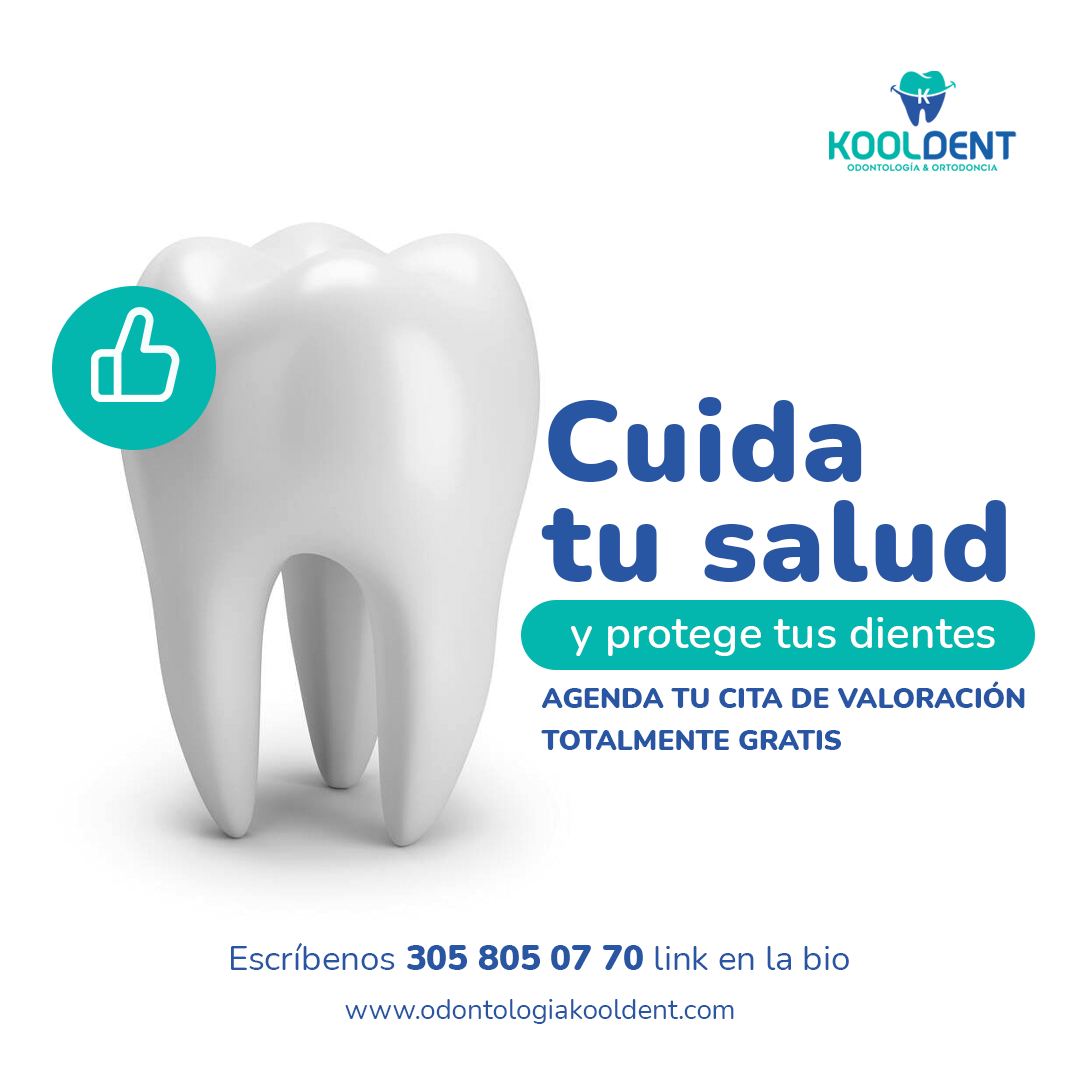 K
KOOLDENT
ODONTOLOGÍA & ORTODONCIA
Cuida
tu salud
y protege tus dientes
AGENDA TU CITA DE VALORACIÓN
TOTALMENTE GRATIS
Escríbenos 305 805 07 70 link en la bio
www.odontologiakooldent.com